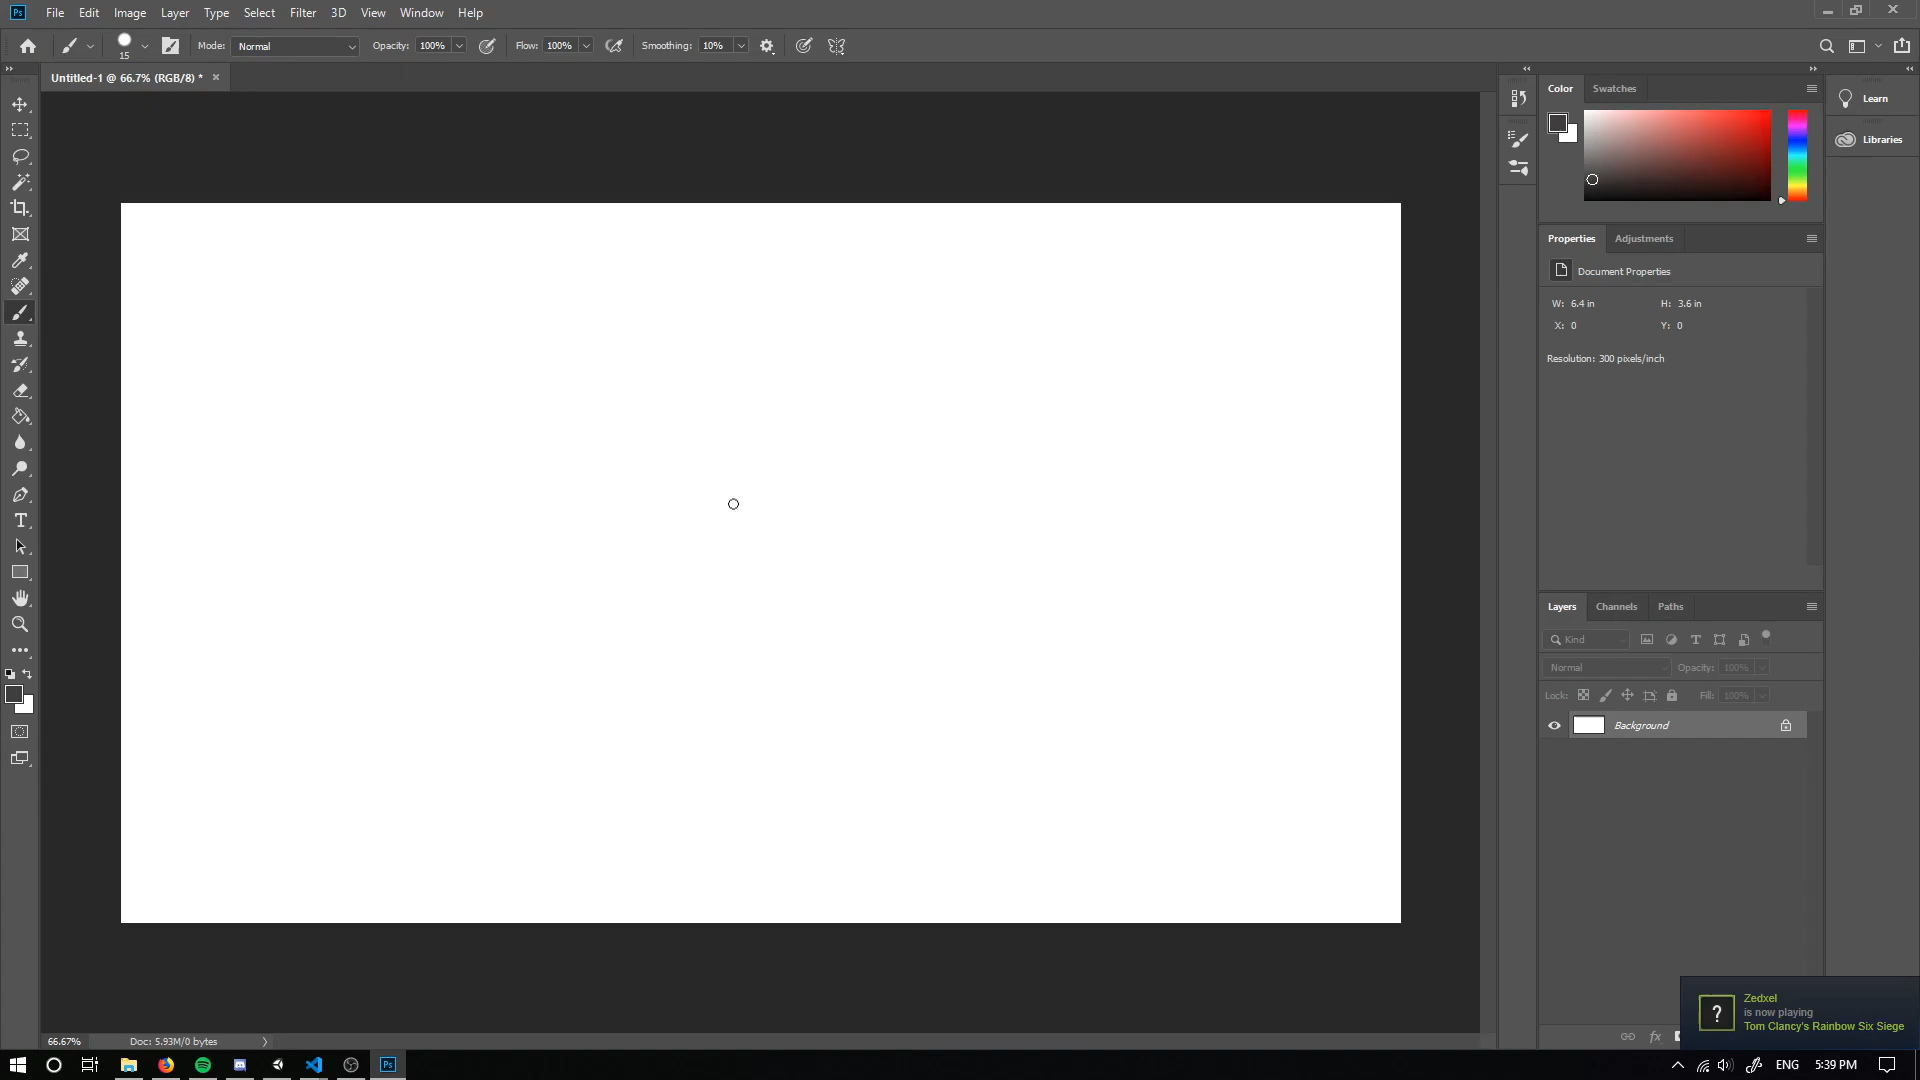 Ps File Edit Image Layer Type Select Filter 3D View Window Help
15 Mode: Normal Opacity: 100% Flow: 100% Smoothing: 10%
Untitled-1 @ 66.7% (RGB/8) * ×
Color Swatches
Learn
Libraries
Properties Adjustments
Document Properties
W: 6.4 in H: 3.6 in
X: 0 Y: 0
Resolution: 300 pixels/inch
Layers Channels Paths
Kind
Normal Opacity: 100%
Lock: Fill: 100%
Background
fx
Zedxel
is now playing
Tom Clancy's Rainbow Six Siege
?
66.67% Doc: 5.93M/0 bytes
Ps ENG 5:39 PM